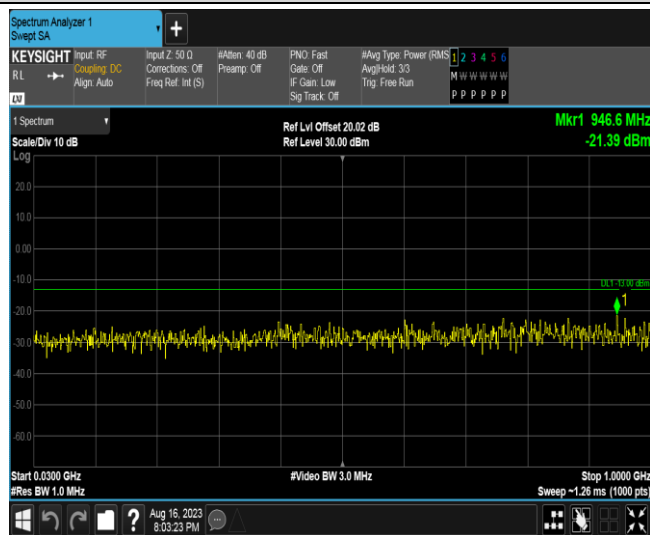 Spectrum Analyzer 1
Swept SA
+
KEYSIGHT
RL
LXI
Input: RF
Coupling: DC
Align: Auto
Input Z: 50 Ω
Corrections: Off
Freq Ref: Int (S)
#Atten: 40 dB
Preamp: Off
PNO: Fast
Gate: Off
IF Gain: Low
Sig Track: Off
#Avg Type: Power (RMS
Avg|Hold: 3/3
Trig: Free Run
1 2 3 4 5 6
M W W W W W
P P P P P P
1 Spectrum
Scale/Div 10 dB
Log
Ref Lvl Offset 20.02 dB
Ref Level 30.00 dBm
Mkr1 946.6 MHz
-21.39 dBm
20.0
10.0
0.00
-10.0
-20.0
-30.0
-40.0
-50.0
-60.0
DL1 -13.00 dBm
1
Start 0.0300 GHz
#Res BW 1.0 MHz
#Video BW 3.0 MHz
Stop 1.0000 GHz
Sweep ~1.26 ms (1000 pts)
?
Aug 16, 2023
8:03:23 PM